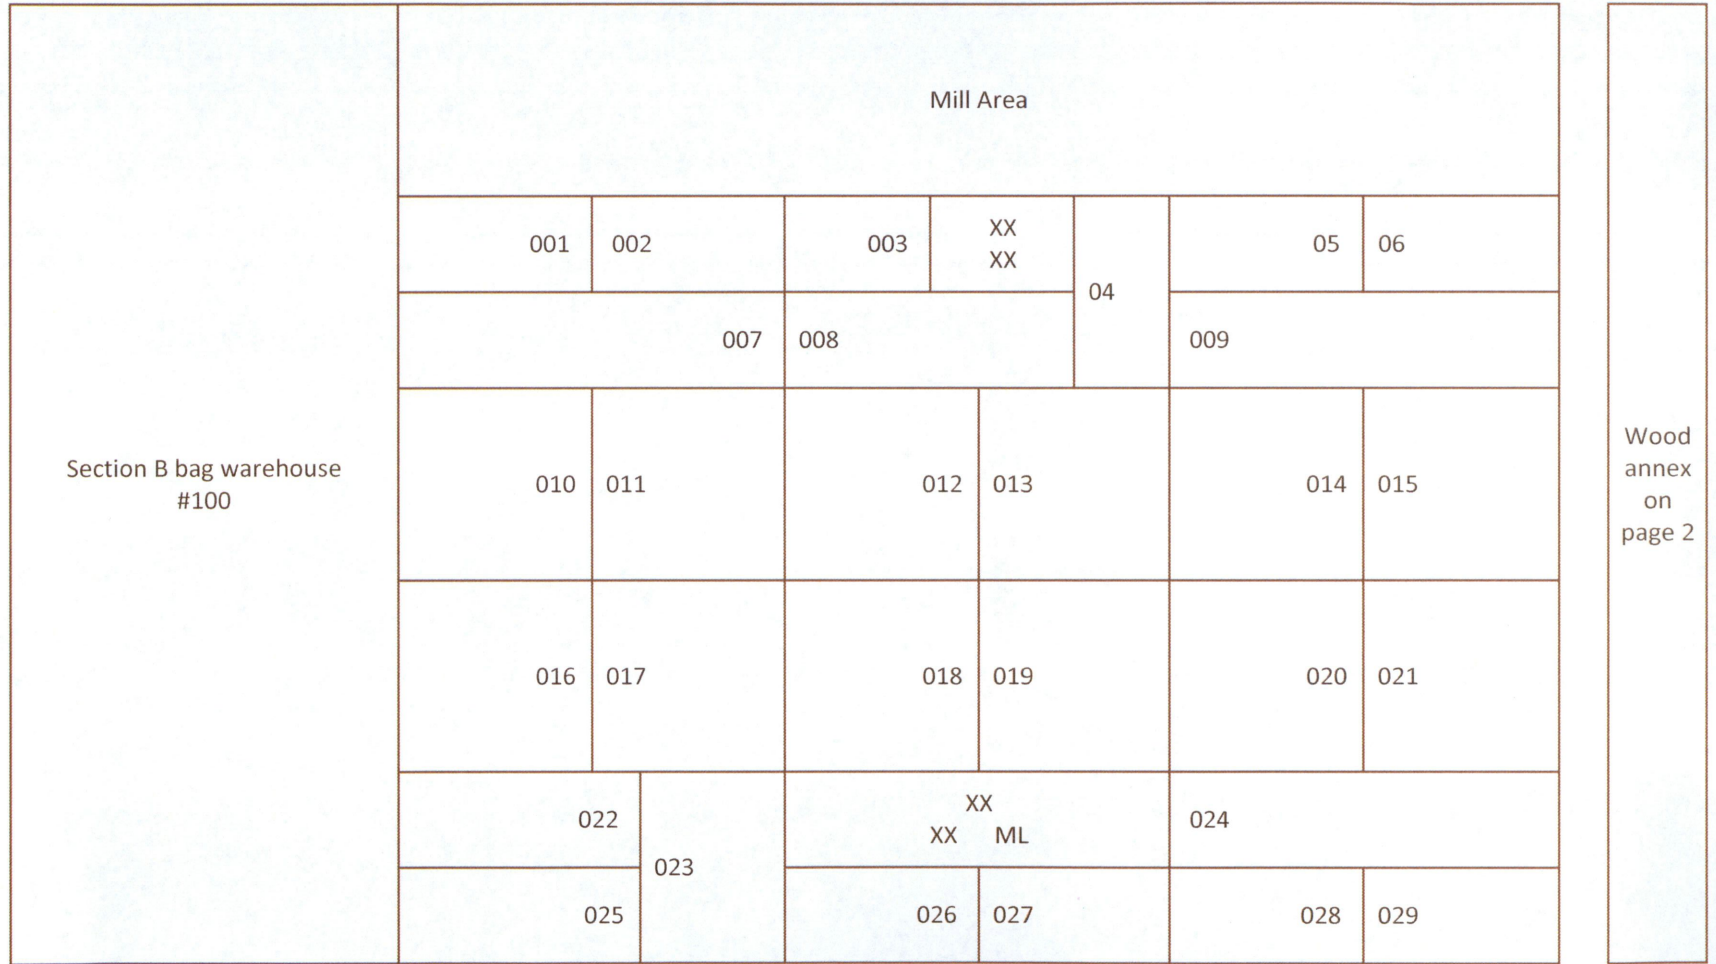 Mill Area
001 002 003 XX 05 06
XX
04
007 008 009
Section B bag warehouse
#100
010 011 012 013 014 015
Wood
annex
on
page 2
016 017 018 019 020 021
022 XX 024
XX ML
023
025 026 027 028 029